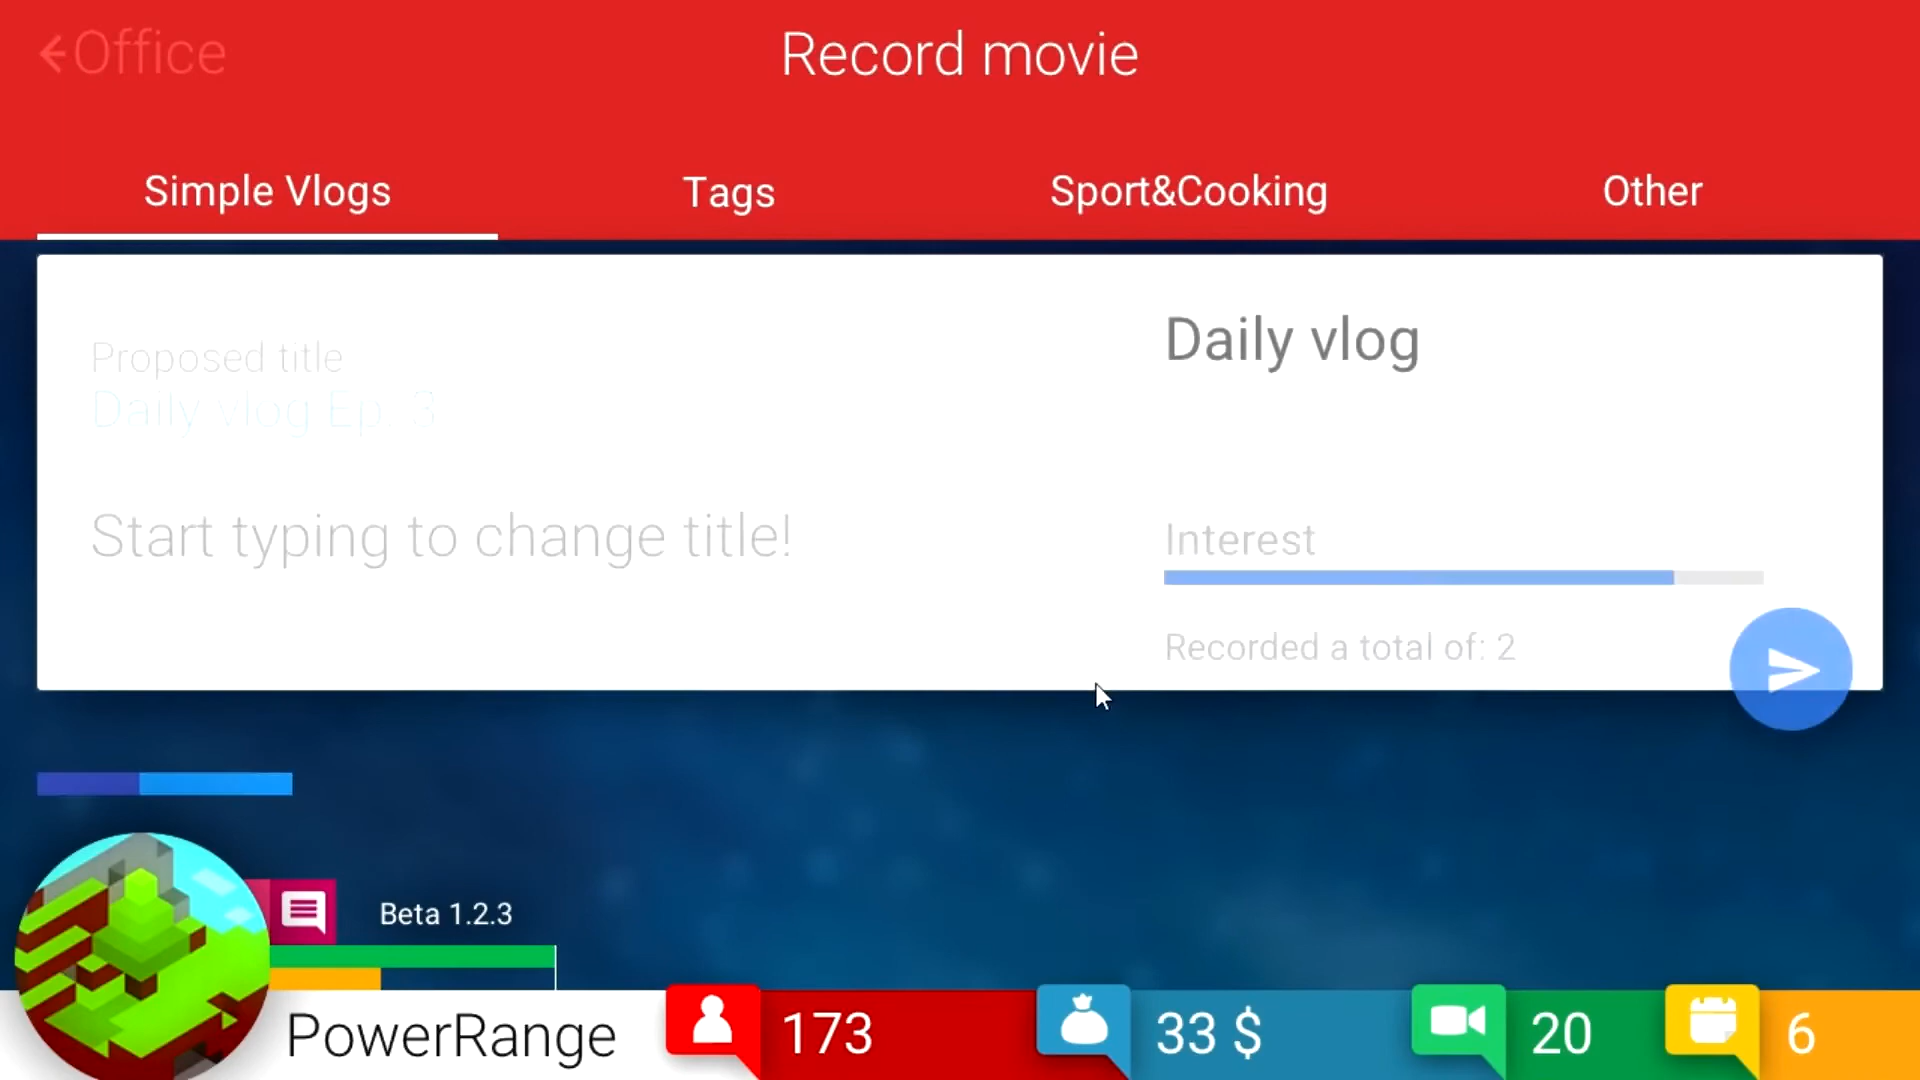 Office
Record movie
Simple Vlogs
Tags
Sport&Cooking
Other
Daily vlog
Proposed title
Daily vlog Ep. 3
Start typing to change title!
Interest
Recorded a total of: 2
Beta 1.2.3
PowerRange
173
33 $
20
6